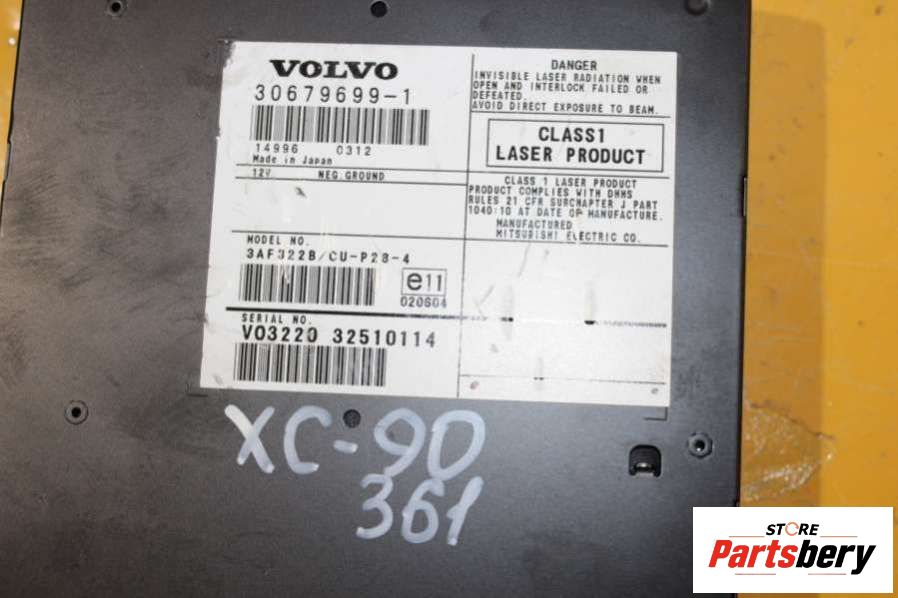 VOLVO
30679699-1
14996 0312
Made in Japan
12V NEG.GROUND
MODEL NO.
3AF322B/CU-P28-4
e11
020604
SERIAL NO.
VO3220 32510114
DANGER
INVISIBLE LASER RADIATION WHEN
OPEN AND INTERLOCK FAILED OR
DEFEATED.
AVOID DIRECT EXPOSURE TO BEAM.
CLASS1
LASER PRODUCT
CLASS 1 LASER PRODUCT
PRODUCT COMPLIES WITH DHHS
RULES 21 CFR SURCHAPTER J PART
1040:10 AT DATE OF MANUFACTURE.
MANUFACTURED
MITSUBISHI ELECTRIC CO.
XC-90
361
STORE
Partsbery